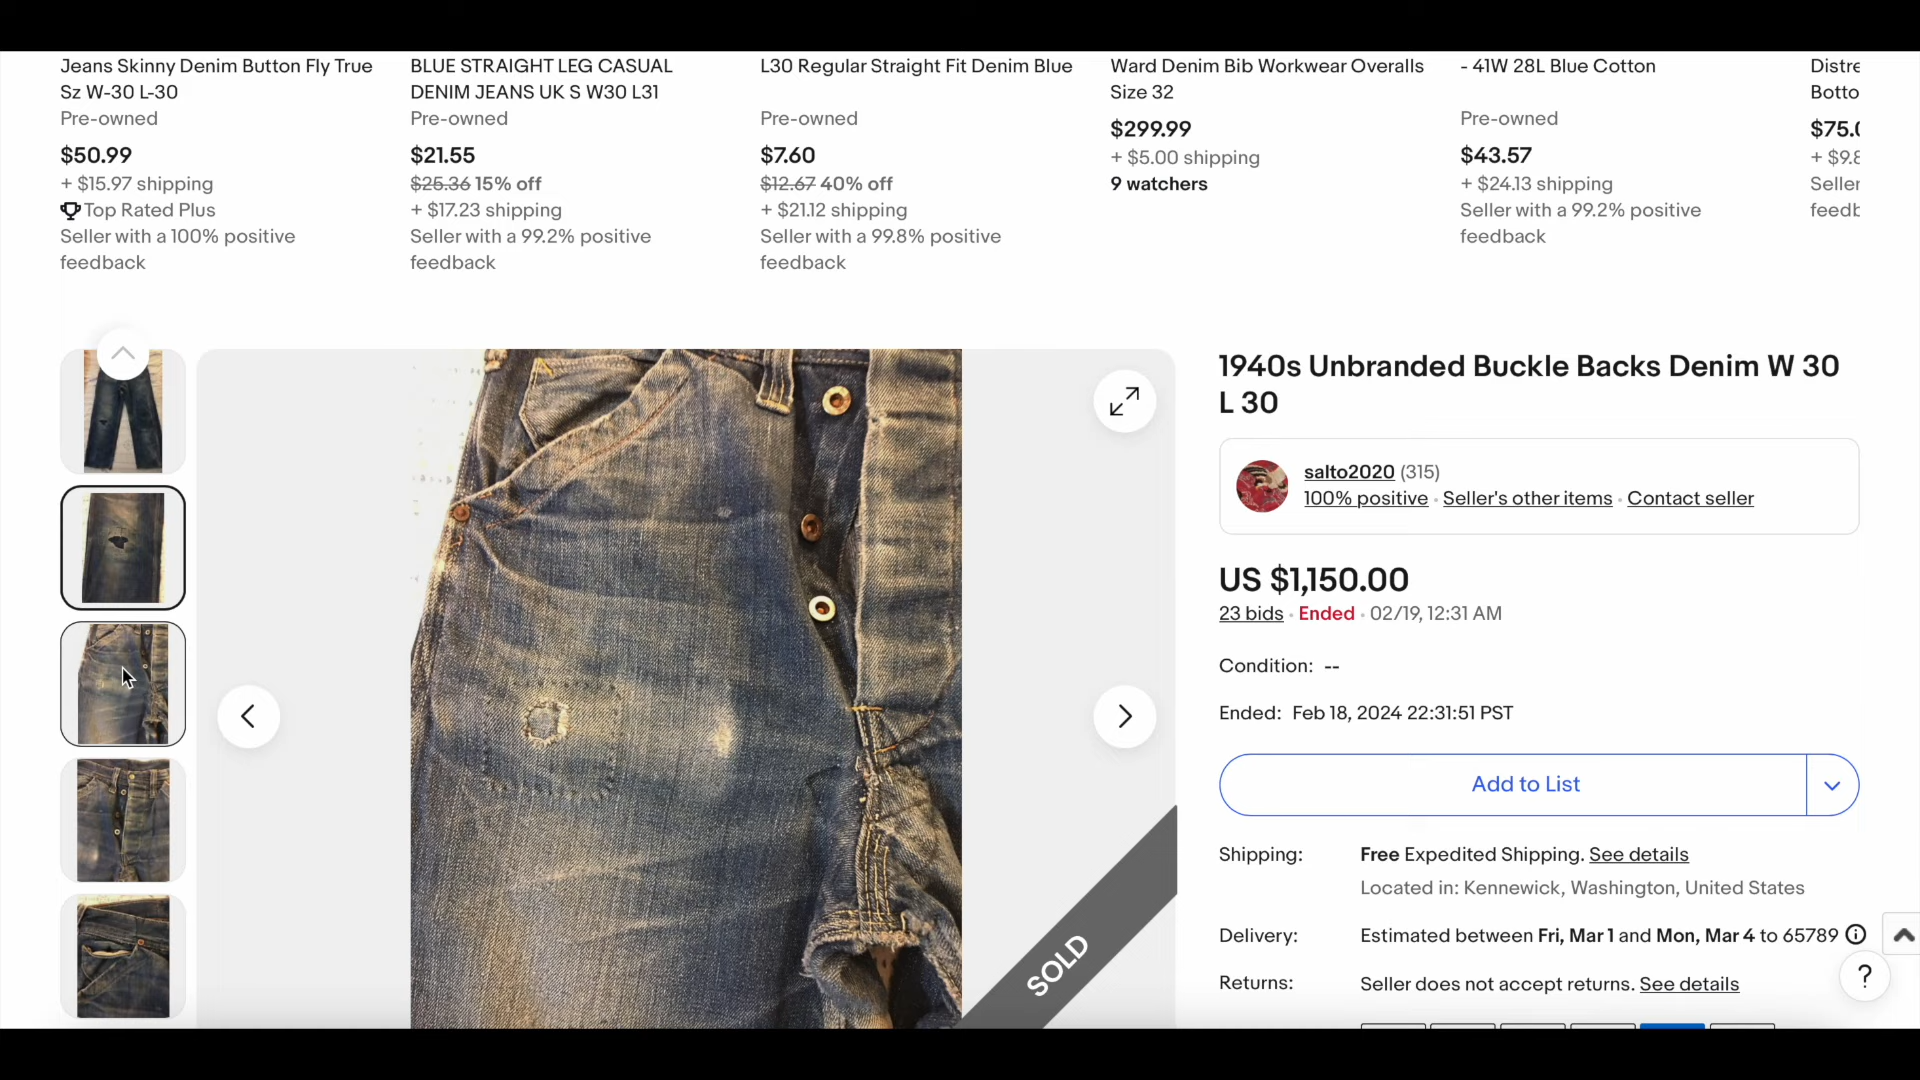 Jeans Skinny Denim Button Fly True
Sz W-30 L-30
Pre-owned
$50.99
+ $15.97 shipping
Top Rated Plus
Seller with a 100% positive
feedback
BLUE STRAIGHT LEG CASUAL
DENIM JEANS UK S W30 L31
Pre-owned
$21.55
$25.36 15% off
+ $17.23 shipping
Seller with a 99.2% positive
feedback
L30 Regular Straight Fit Denim Blue
Pre-owned
$7.60
$12.67 40% off
+ $21.12 shipping
Seller with a 99.8% positive
feedback
Ward Denim Bib Workwear Overalls
Size 32
$299.99
+ $5.00 shipping
9 watchers
- 41W 28L Blue Cotton
Pre-owned
$43.57
+ $24.13 shipping
Seller with a 99.2% positive
feedback
Distre
Botto
$75.0
+ $9.8
Seller
feedb
SOLD
1940s Unbranded Buckle Backs Denim W 30
L 30
salto2020 (315)
100% positive · Seller's other items · Contact seller
US $1,150.00
23 bids · Ended · 02/19, 12:31 AM
Condition: --
Ended: Feb 18, 2024 22:31:51 PST
Add to List
Shipping: Free Expedited Shipping. See details
Located in: Kennewick, Washington, United States
Delivery: Estimated between Fri, Mar 1 and Mon, Mar 4 to 65789
?
Returns: Seller does not accept returns. See details